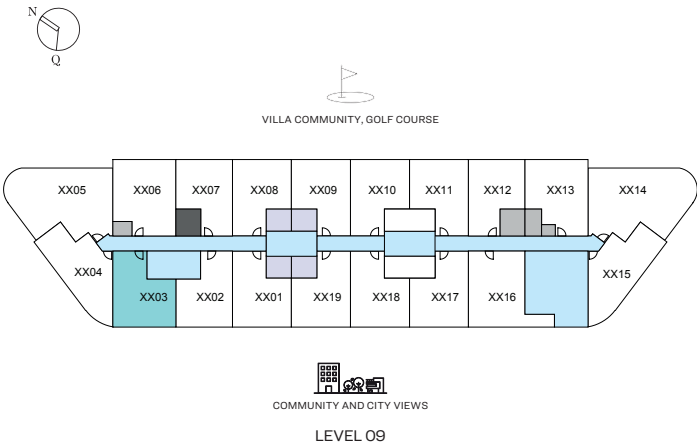 N
Q
VILLA COMMUNITY, GOLF COURSE
XX05 XX06 XX07 XX08 XX09 XX10 XX11 XX12 XX13 XX14
XX04 XX15
XX03 XX02 XX01 XX19 XX18 XX17 XX16
COMMUNITY AND CITY VIEWS
LEVEL 09